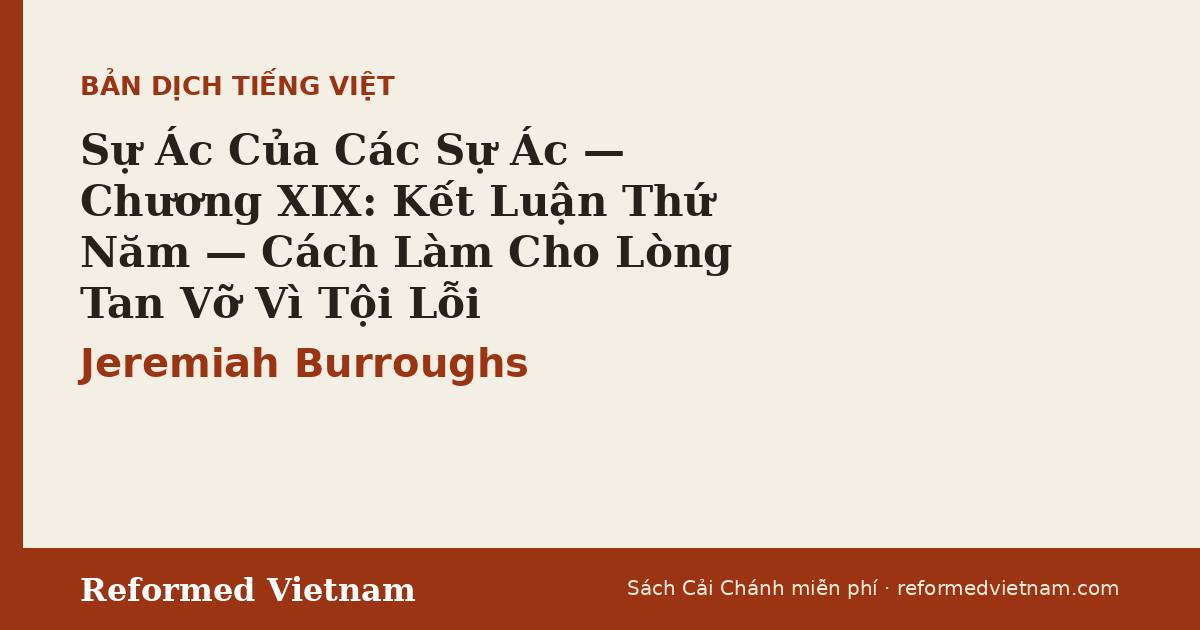 BẢN DỊCH TIẾNG VIỆT
Sự Ác Của Các Sự Ác —
Chương XIX: Kết Luận Thứ
Năm — Cách Làm Cho Lòng
Tan Vỡ Vì Tội Lỗi
Jeremiah Burroughs
Reformed Vietnam
Sách Cải Chánh miễn phí · reformedvietnam.com